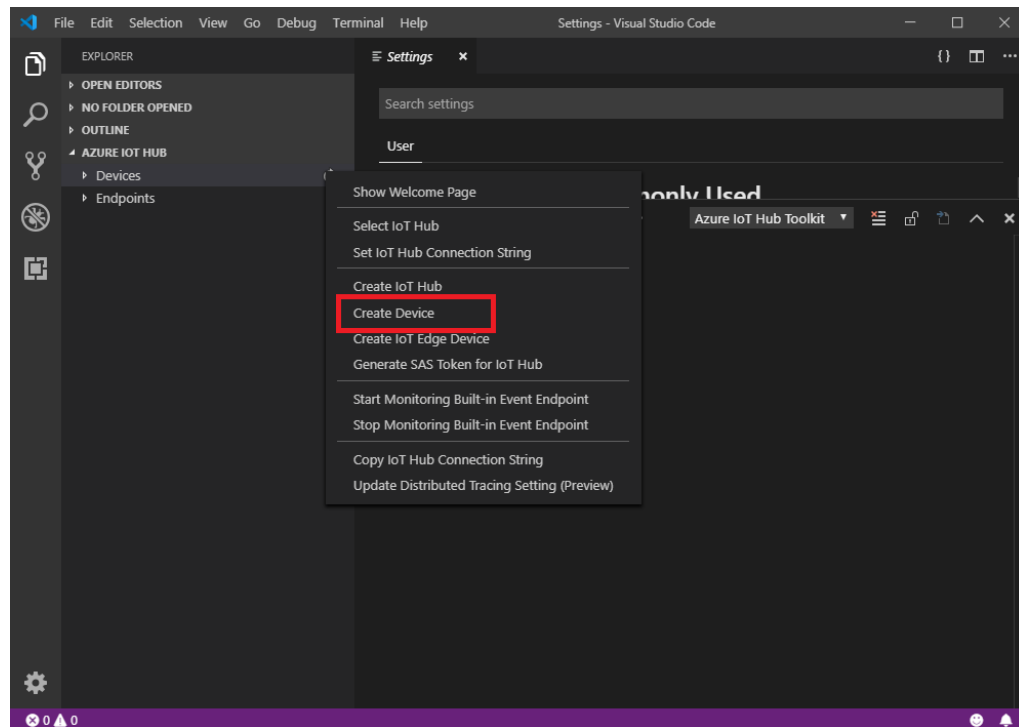 File Edit Selection View Go Debug Terminal Help Settings - Visual Studio Code
EXPLORER
OPEN EDITORS
NO FOLDER OPENED
OUTLINE
AZURE IOT HUB
Devices
Endpoints
Settings
Search settings
User
Azure IoT Hub Toolkit
Show Welcome Page
Select IoT Hub
Set IoT Hub Connection String
Create IoT Hub
Create Device
Create IoT Edge Device
Generate SAS Token for IoT Hub
Start Monitoring Built-in Event Endpoint
Stop Monitoring Built-in Event Endpoint
Copy IoT Hub Connection String
Update Distributed Tracing Setting (Preview)
0 0